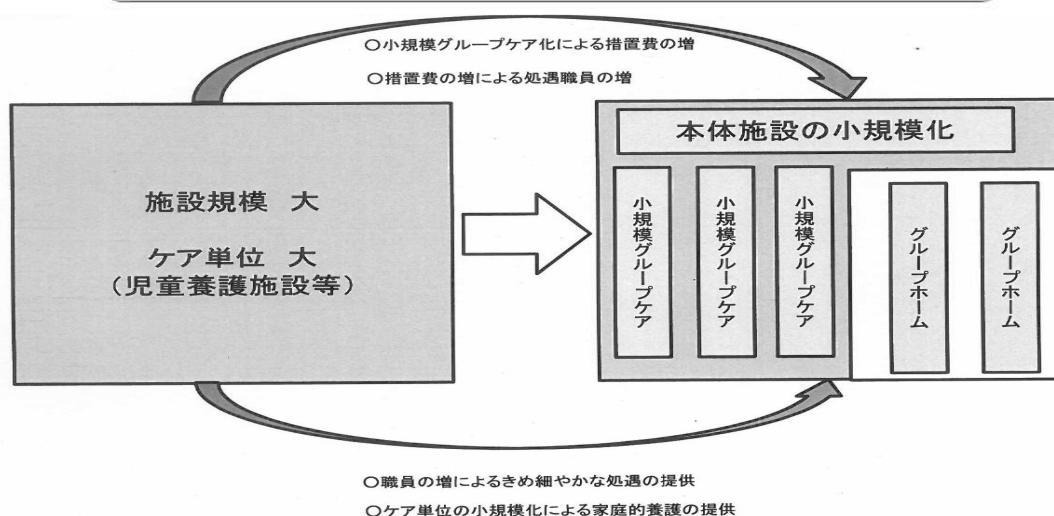 ○小規模グループケア化による措置費の増
○措置費の増による処遇職員の増
施設規模 大
ケア単位 大
(児童養護施設等)
本体施設の小規模化
小規模グループケア
小規模グループケア
小規模グループケア
グループホーム
グループホーム
○職員の増によるきめ細やかな処遇の提供
○ケア単位の小規模化による家庭的養護の提供